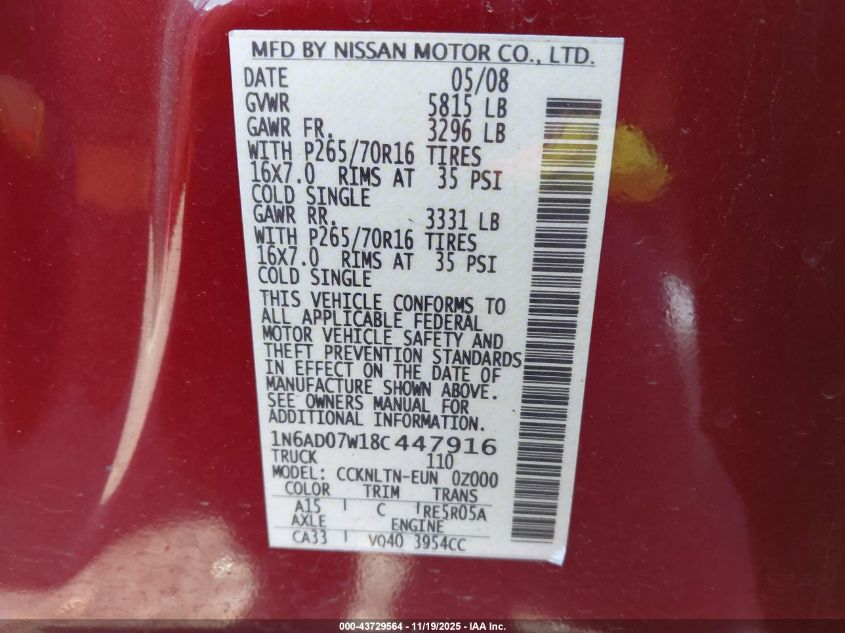 MFD BY NISSAN MOTOR CO., LTD.
DATE 05/08
GVWR 5815 LB
GAWR FR. 3296 LB
WITH P265/70R16 TIRES
16X7.0 RIMS AT 35 PSI
COLD SINGLE
GAWR RR. 3331 LB
WITH P265/70R16 TIRES
16X7.0 RIMS AT 35 PSI
COLD SINGLE
THIS VEHICLE CONFORMS TO
ALL APPLICABLE FEDERAL
MOTOR VEHICLE SAFETY AND
THEFT PREVENTION STANDARDS
IN EFFECT ON THE DATE OF
MANUFACTURE SHOWN ABOVE.
SEE OWNERS MANUAL FOR
ADDITIONAL INFORMATION.
1N6AD07W18C447916
TRUCK 110
MODEL: CCKNLTN-EUN 0Z000
COLOR TRIM TRANS
A15 C RE5R05A
AXLE ENGINE
CA33 VQ40 3954CC
000-43729564 - 11/19/2025 - IAA Inc.